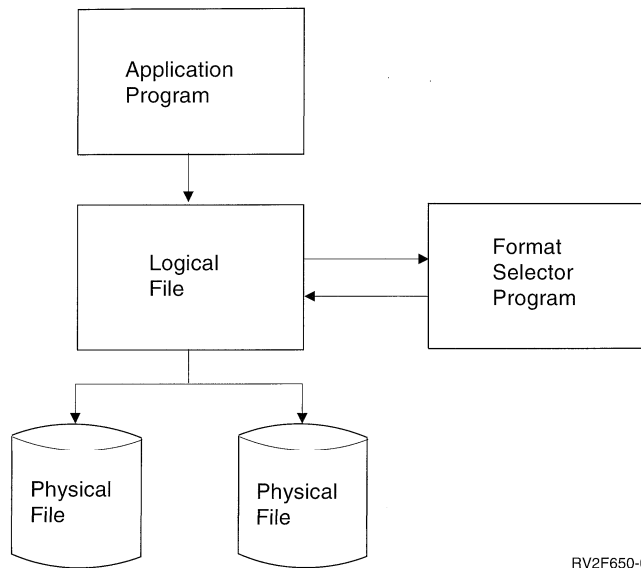 Application
Program
Logical
File
Format
Selector
Program
Physical
File
Physical
File